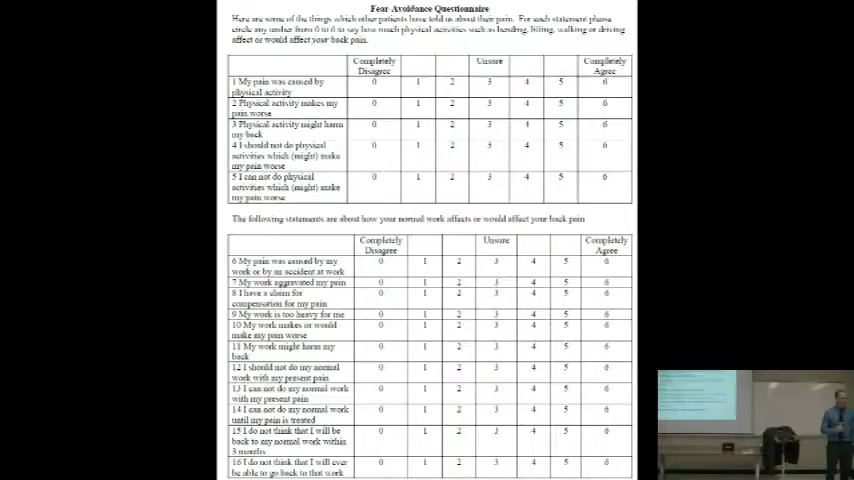 Fear-Avoidance Questionnaire
Here are some of the things which other patients have told us about their pain. For each statement please
circle any number from 0 to 6 to say how much physical activities such as bending, lifting, walking or driving
affect or would affect your back pain.
Completely Disagree Unsure Completely Agree
1 My pain was caused by 0 1 2 3 4 5 6
physical activity
2 Physical activity makes my 0 1 2 3 4 5 6
pain worse
3 Physical activity might harm 0 1 2 3 4 5 6
my back
4 I should not do physical 0 1 2 3 4 5 6
activities which (might) make
my pain worse
5 I can not do physical 0 1 2 3 4 5 6
activities which (might) make
my pain worse
The following statements are about how your normal work affects or would affect your back pain
Completely Disagree Unsure Completely Agree
6 My pain was caused by my 0 1 2 3 4 5 6
work or by an accident at work
7 My work aggravated my pain 0 1 2 3 4 5 6
8 I have a claim for 0 1 2 3 4 5 6
compensation for my pain
9 My work is too heavy for me 0 1 2 3 4 5 6
10 My work makes or would 0 1 2 3 4 5 6
make my pain worse
11 My work might harm my 0 1 2 3 4 5 6
back
12 I should not do my normal 0 1 2 3 4 5 6
work with my present pain
13 I can not do my normal work 0 1 2 3 4 5 6
with my present pain
14 I can not do my normal work 0 1 2 3 4 5 6
until my pain is treated
15 I do not think that I will be 0 1 2 3 4 5 6
back to my normal work within
3 months
16 I do not think that I will ever 0 1 2 3 4 5 6
be able to go back to that work